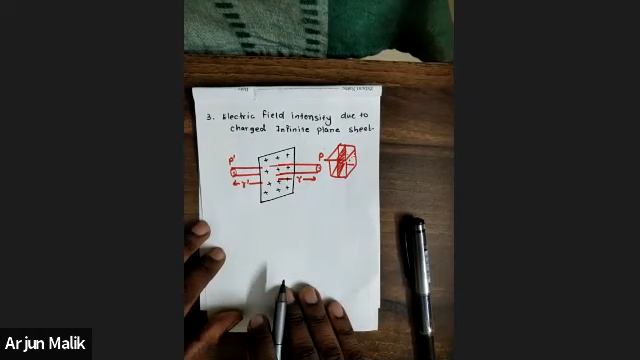 3. Electric field intensity due to
charged Infinite plane sheet-
P'
P
r'
r
Arjun Malik